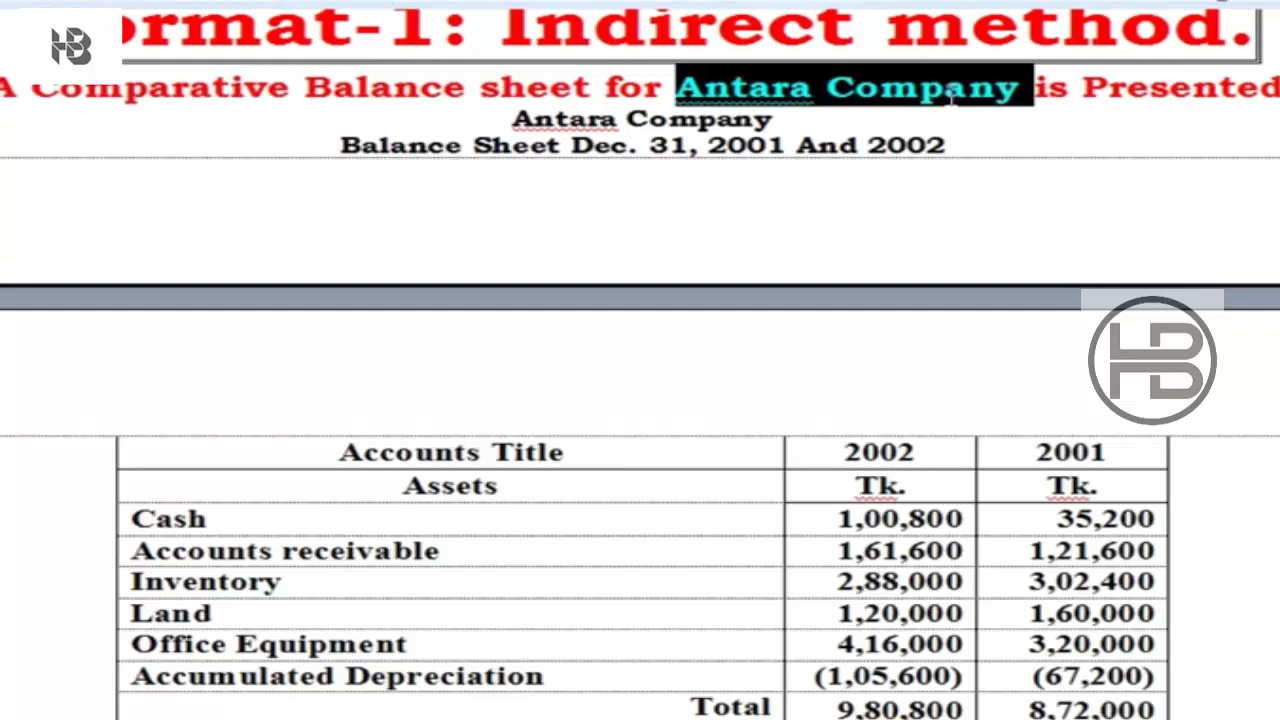 ormat-1: Indirect method.
A Comparative Balance sheet for Antara Company is Presented
Antara Company
Balance Sheet Dec. 31, 2001 And 2002
Accounts Title 2002 2001
Assets Tk. Tk.
Cash 1,00,800 35,200
Accounts receivable 1,61,600 1,21,600
Inventory 2,88,000 3,02,400
Land 1,20,000 1,60,000
Office Equipment 4,16,000 3,20,000
Accumulated Depreciation (1,05,600) (67,200)
Total 9,80,800 8,72,000